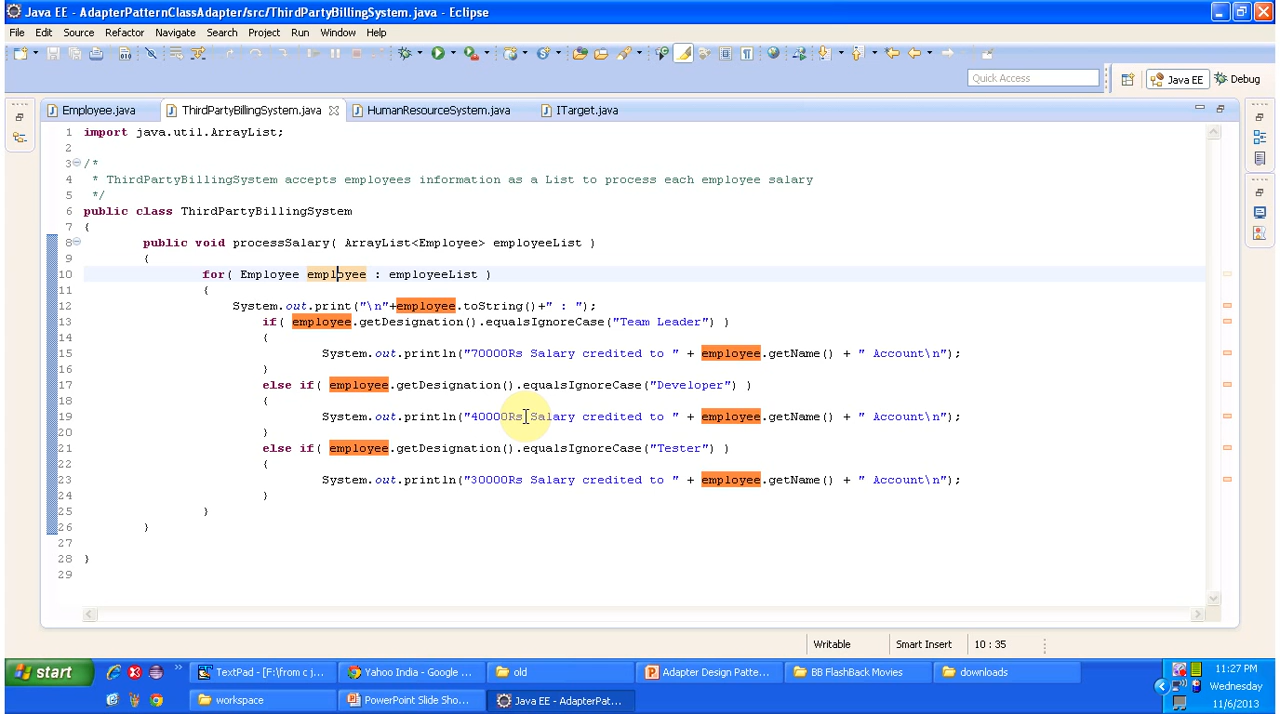 Java EE - AdapterPatternClassAdapter/src/ThirdPartyBillingSystem.java - Eclipse
File Edit Source Refactor Navigate Search Project Run Window Help
Quick Access Java EE Debug
Employee.java ThirdPartyBillingSystem.java HumanResourceSystem.java ITarget.java
1 import java.util.ArrayList;
2
3 /*
4 * ThirdPartyBillingSystem accepts employees information as a List to process each employee salary
5 */
6 public class ThirdPartyBillingSystem
7 {
8 public void processSalary( ArrayList<Employee> employeeList )
9 {
10 for( Employee employee : employeeList )
11 {
12 System.out.print("\n"+employee.toString()+" : ");
13 if( employee.getDesignation().equalsIgnoreCase("Team Leader") )
14 {
15 System.out.println("70000Rs Salary credited to " + employee.getName() + " Account\n");
16 }
17 else if( employee.getDesignation().equalsIgnoreCase("Developer") )
18 {
19 System.out.println("40000Rs Salary credited to " + employee.getName() + " Account\n");
20 }
21 else if( employee.getDesignation().equalsIgnoreCase("Tester") )
22 {
23 System.out.println("30000Rs Salary credited to " + employee.getName() + " Account\n");
24 }
25 }
26 }
27
28 }
29
Writable Smart Insert 10 : 35
start TextPad - [F:\from c j... Yahoo India - Google ... old Adapter Design Patte... BB FlashBack Movies downloads 11:27 PM
Wednesday
workspace PowerPoint Slide Sho... Java EE - AdapterPat... 11/6/2013